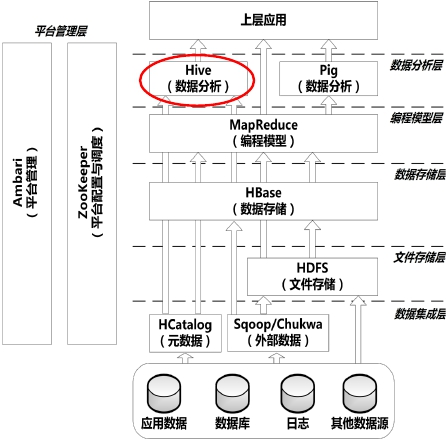 上层应用
平台管理层
数据分析层
Hive
（数据分析）
Pig
（数据分析）
编程模型层
MapReduce
（编程模型）
Ambari
（平台管理）
ZooKeeper
（平台配置与调度）
数据存储层
HBase
（数据存储）
文件存储层
HDFS
（文件存储）
数据集成层
HCatalog
（元数据）
Sqoop/Chukwa
（外部数据）
应用数据
数据库
日志
其他数据源